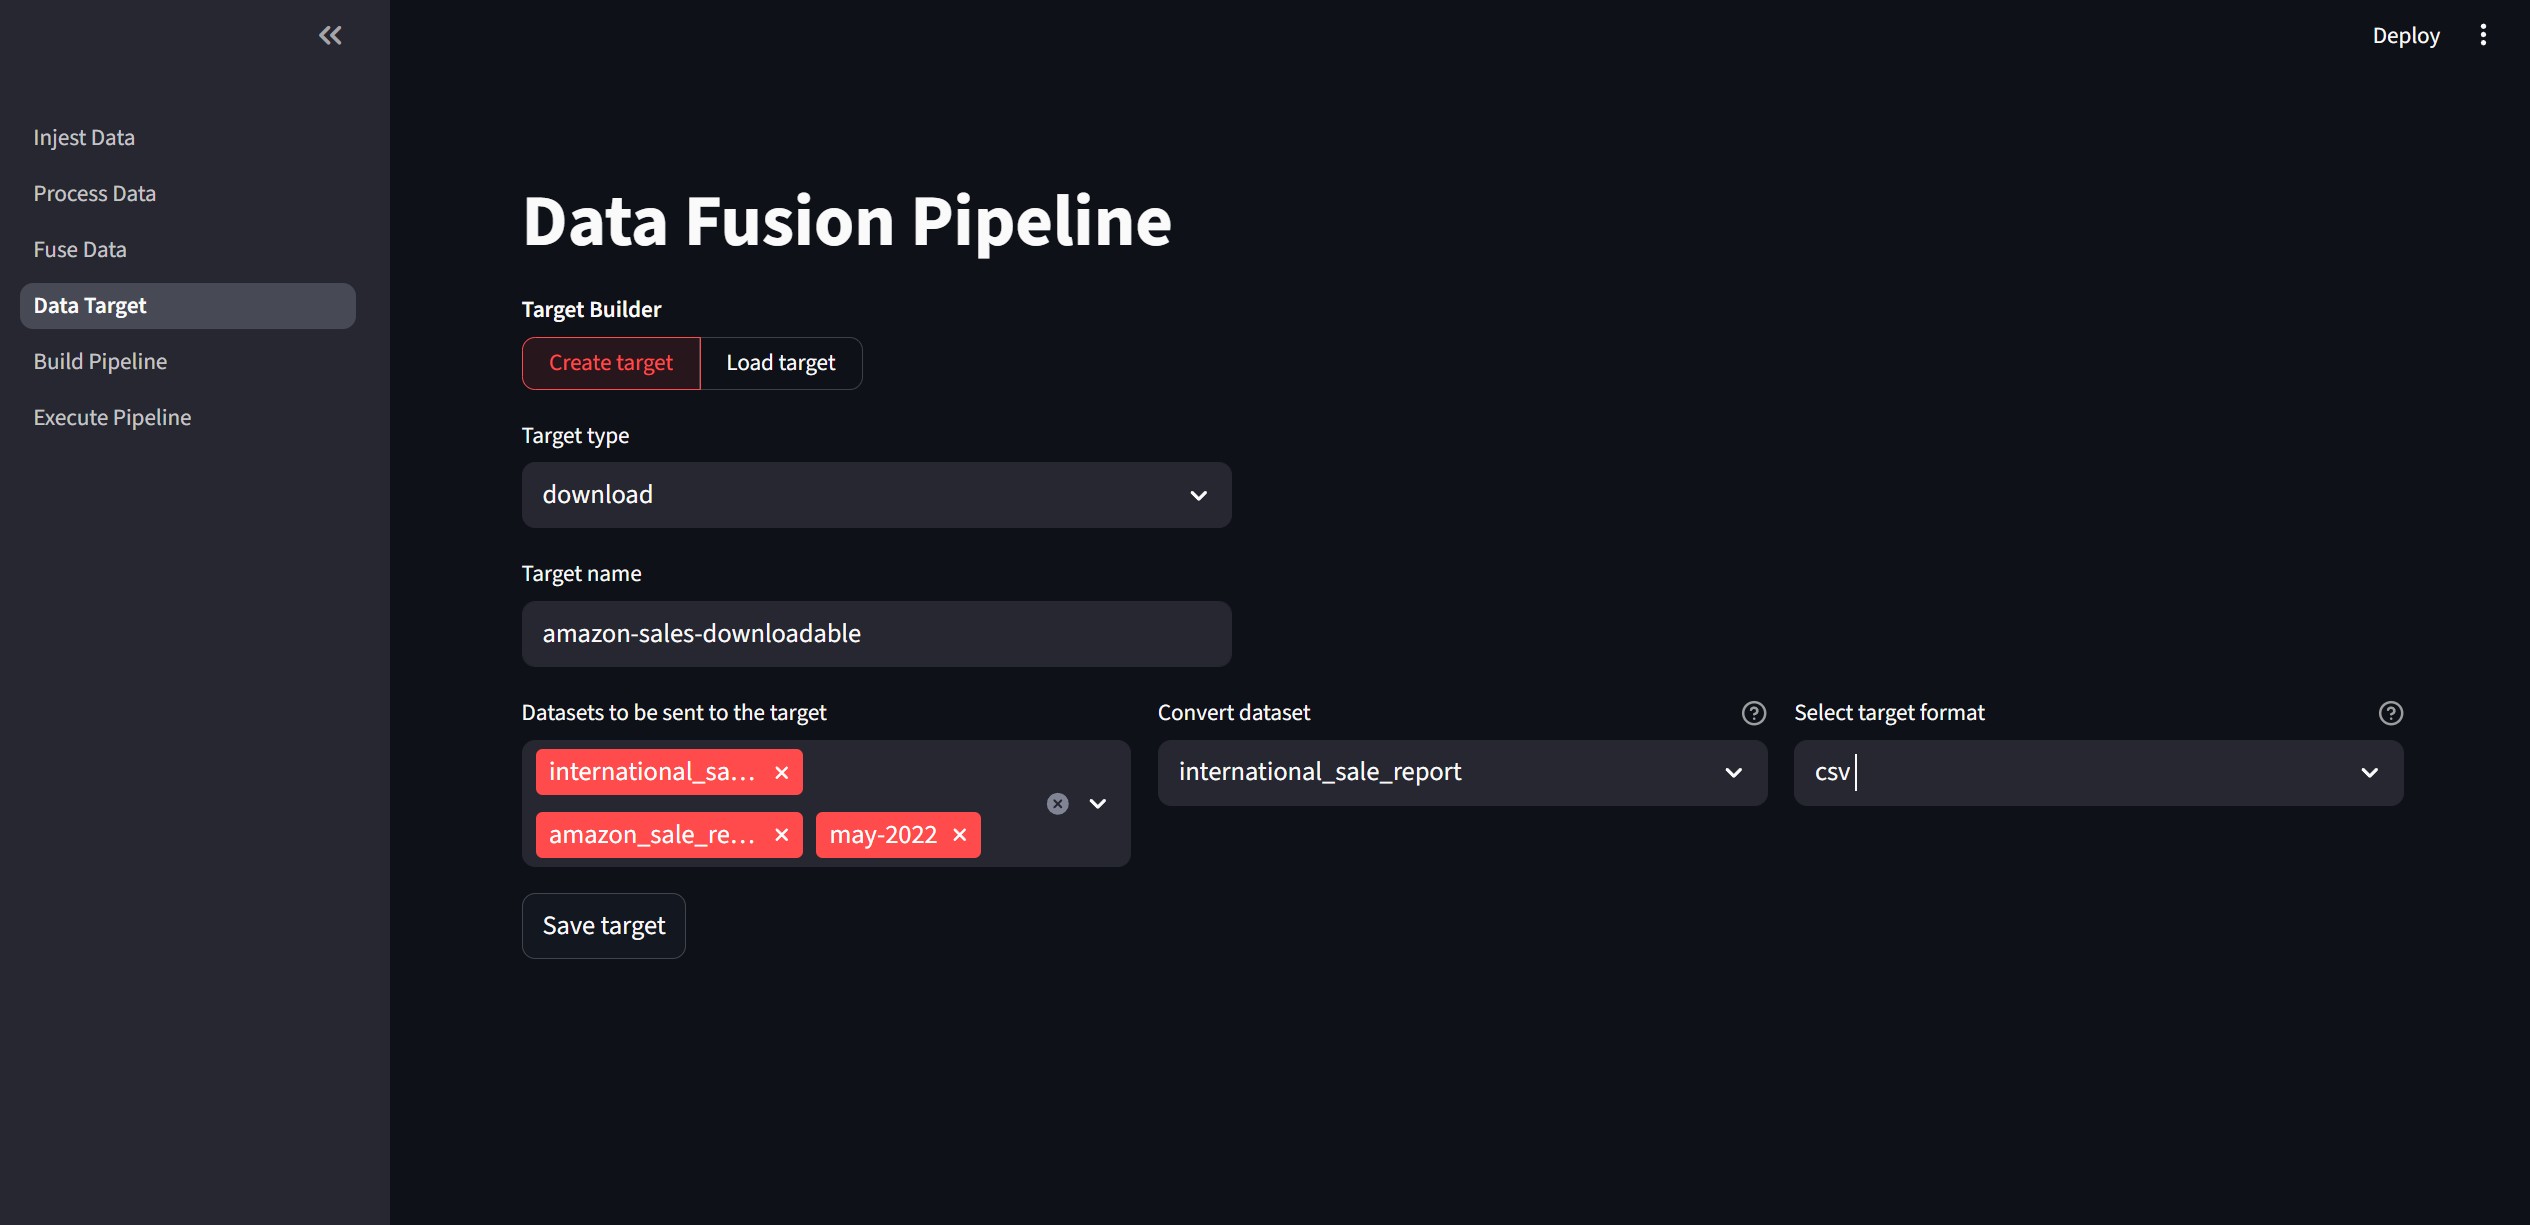 Deploy
Injest Data
Process Data
Fuse Data
Data Target
Build Pipeline
Execute Pipeline
Data Fusion Pipeline
Target Builder
Create target
Load target
Target type
download
Target name
amazon-sales-downloadable
Datasets to be sent to the target
international_sa...
amazon_sale_re... may-2022
Convert dataset
international_sale_report
Select target format
csv
Save target